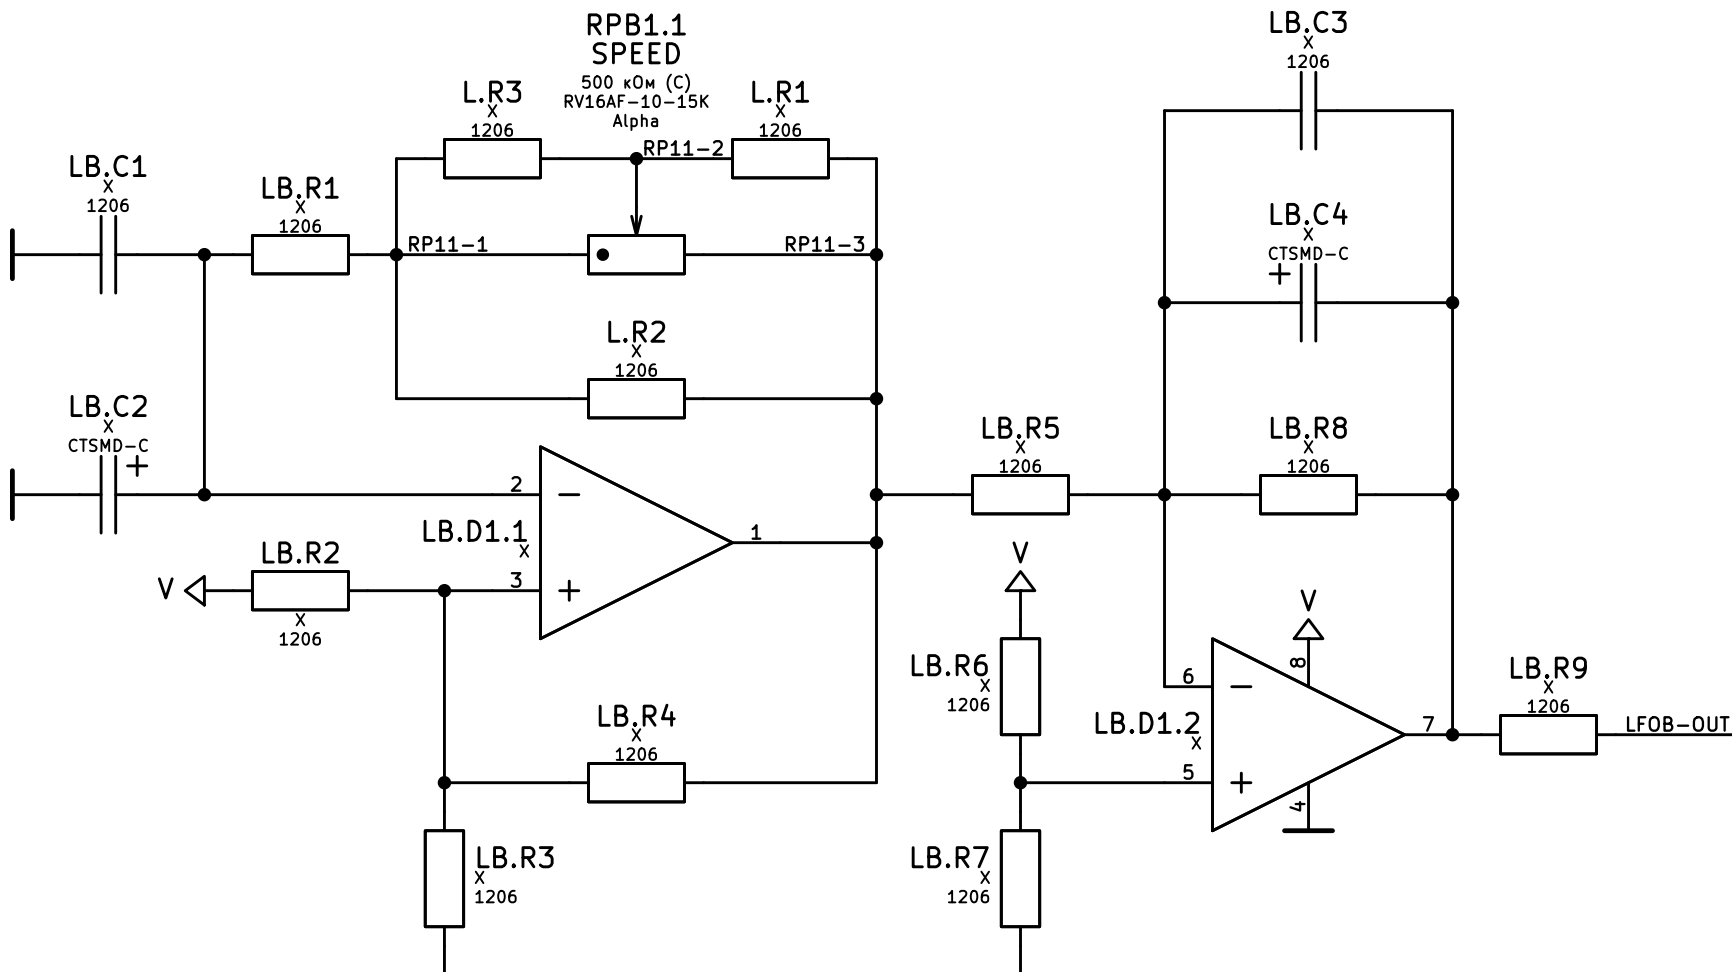 RPB1.1
SPEED
500 кОм (C)
RV16AF-10-15K
Alpha
L.R3
X
1206
L.R1
X
1206
RP11-2
LB.C3
X
1206
LB.C1
X
1206
LB.R1
X
1206
RP11-1
RP11-3
LB.C4
X
CTSMD-C
+
L.R2
X
1206
LB.C2
X
CTSMD-C
+
LB.R5
X
1206
LB.R8
X
1206
2
−
LB.D1.1
X
1
3
+
LB.R2
X
1206
V
V
V
8
LB.R6
X
1206
6
−
LB.D1.2
X
7
5
+
4
LB.R9
X
1206
LFOB-OUT
LB.R4
X
1206
LB.R3
X
1206
LB.R7
X
1206